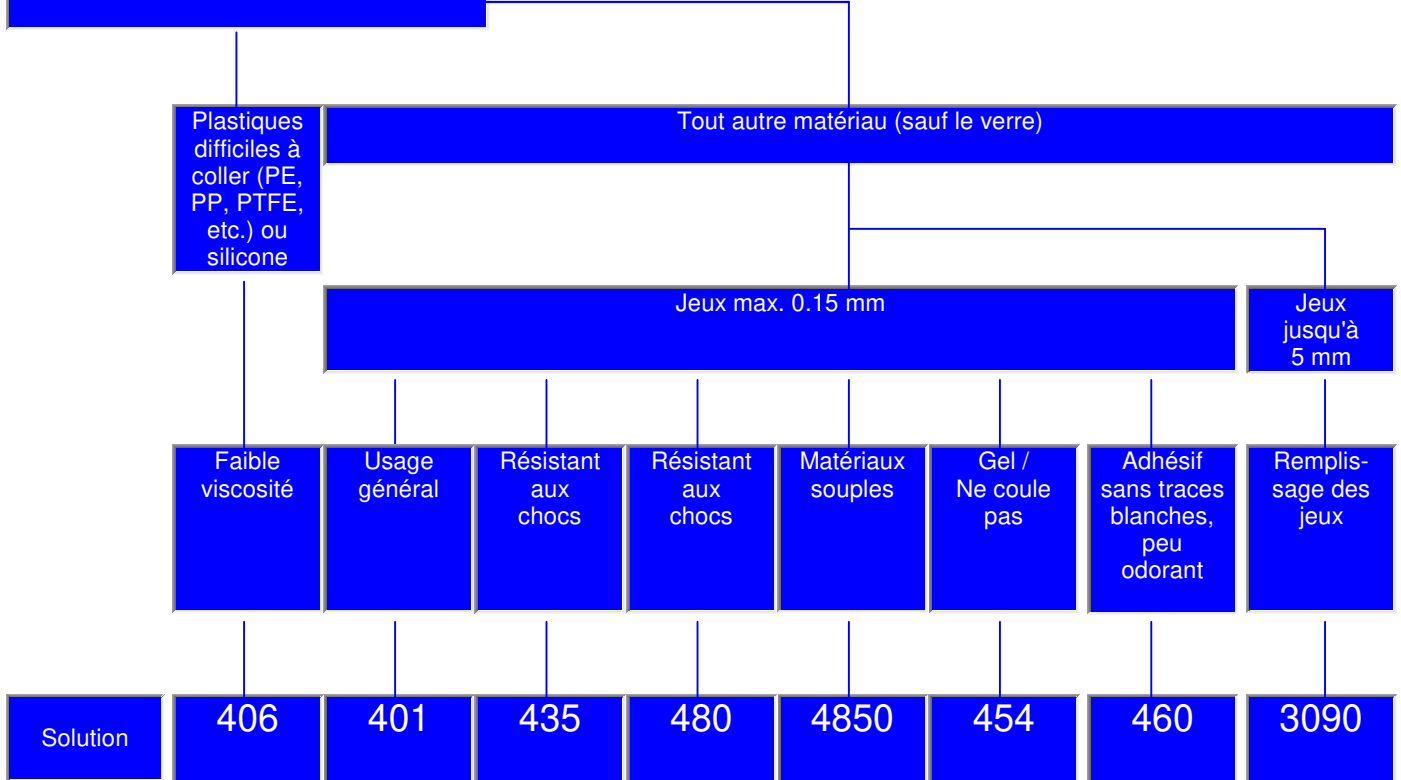 Plastiques
difficiles à
coller (PE,
PP, PTFE,
etc.) ou
silicone
Tout autre matériau (sauf le verre)
Jeux max. 0.15 mm
Jeux
jusqu'à
5 mm
Faible
viscosité
Usage
général
Résistant
aux
chocs
Résistant
aux
chocs
Matériaux
souples
Gel /
Ne coule
pas
Adhésif
sans traces
blanches,
peu
odorant
Remplis-
sage des
jeux
Solution
406
401
435
480
4850
454
460
3090